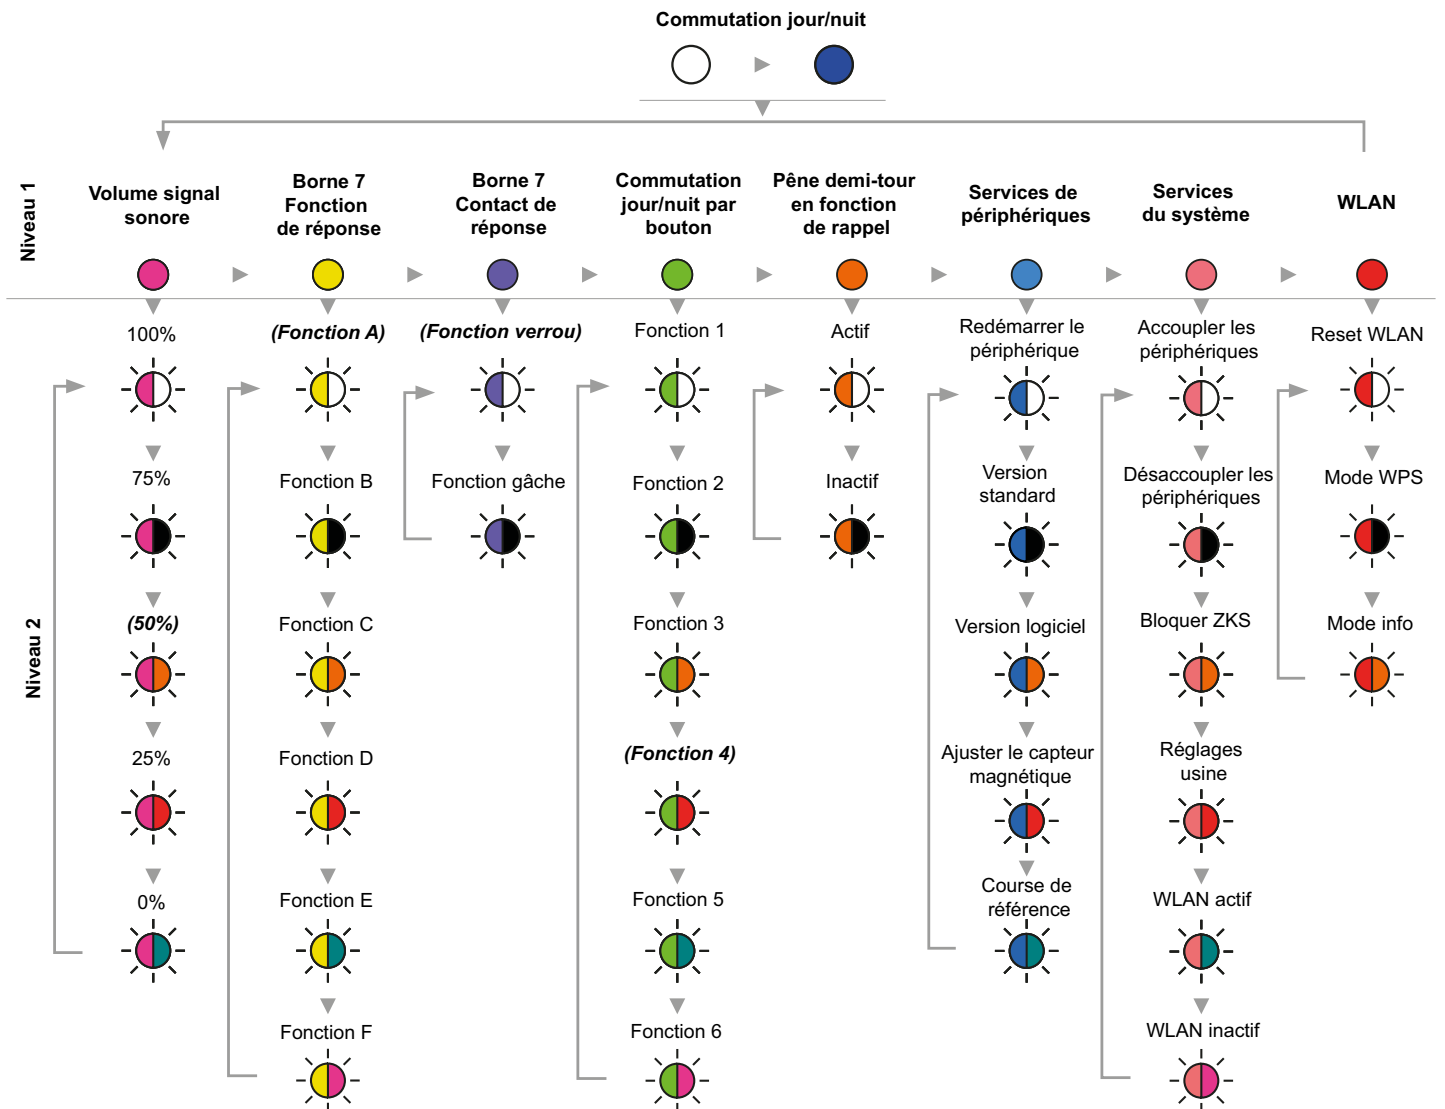 Commutation jour/nuit
Niveau 1
Volume signal
sonore
Borne 7
Fonction
de réponse
Borne 7
Contact de
réponse
Commutation
jour/nuit par
bouton
Pêne demi-tour
en fonction
de rappel
Services de
périphériques
Services
du système
WLAN
Niveau 2
100%
75%
(50%)
25%
0%
(Fonction A)
Fonction B
Fonction C
Fonction D
Fonction E
Fonction F
(Fonction verrou)
Fonction gâche
Fonction 1
Fonction 2
Fonction 3
(Fonction 4)
Fonction 5
Fonction 6
Actif
Inactif
Redémarrer le
périphérique
Version
standard
Version logiciel
Ajuster le capteur
magnétique
Course de
référence
Accoupler les
périphériques
Désaccoupler les
périphériques
Bloquer ZKS
Réglages
usine
WLAN actif
WLAN inactif
Reset WLAN
Mode WPS
Mode info